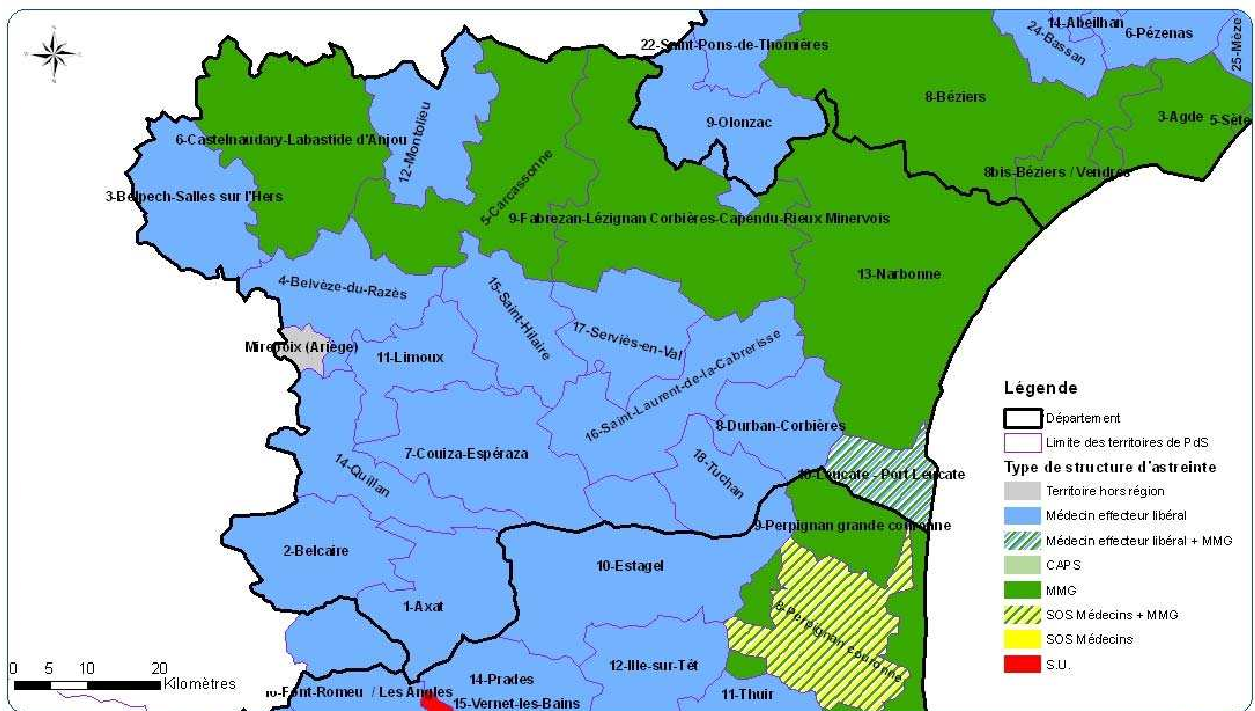 14-Abeilhan
6-Pézenas
24-Bassan
25-Mèze
22-Saint-Pons-de-Thomières
8-Béziers
9-Olonzac
3-Agde
5-Sète
6-Castelnaudary-Labastide d'Anjou
12-Montolieu
5-Carcassonne
8bis-Béziers / Vendres
3-Belpech-Salles sur l'Hers
9-Fabrezan-Lézignan Corbières-Capendu-Rieux Minervois
13-Narbonne
4-Belvèze-du-Razès
15-Saint-Hilaire
17-Serviès-en-Val
Mirepoix (Ariège)
11-Limoux
16-Saint-Laurent-de-la-Cabrerisse
8-Durban-Corbières
7-Couiza-Espéraza
14-Quillan
18-Tuchan
10-Leucate - Port Leucate
9-Perpignan grande couronne
2-Belcaire
10-Estagel
1-Axat
8-Perpignan couronne
12-Ille-sur-Têt
14-Prades
11-Thuir
Font-Romeu / Les Angles
15-Vernet-les-Bains
0 5 10 20
Kilomètres
Légende
Département
Limite des territoires de PdS
Type de structure d'astreinte
Territoire hors région
Médecin effecteur libéral
Médecin effecteur libéral + MMG
CAPS
MMG
SOS Médecins + MMG
SOS Médecins
S.U.